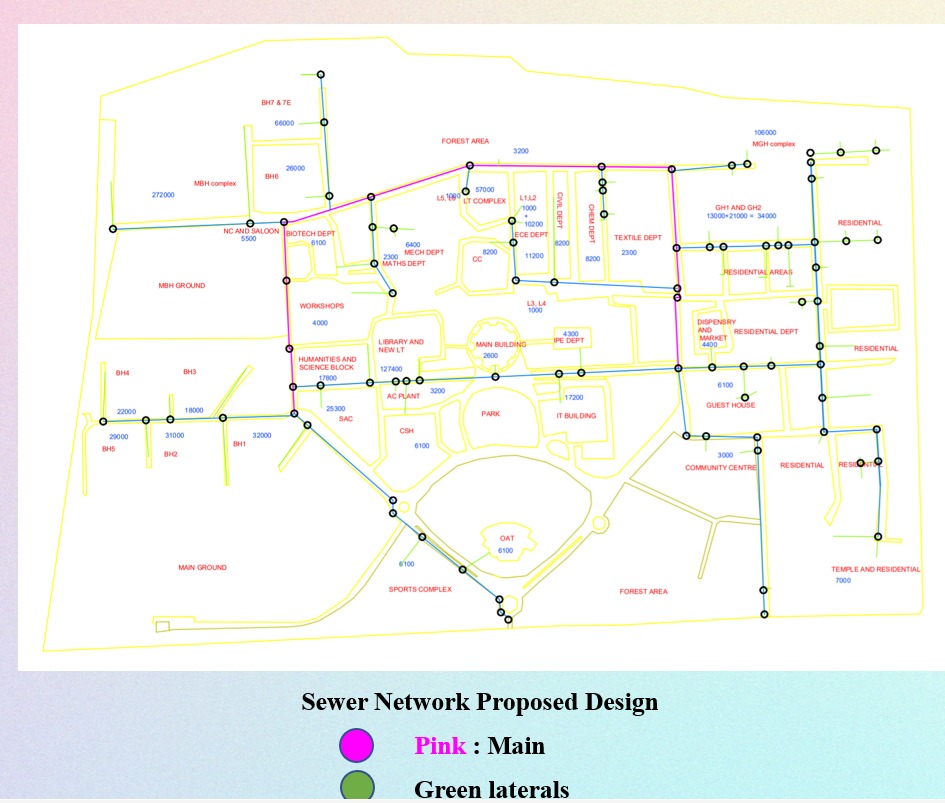 BH7 & 7E
66000
FOREST AREA
3200
106000
MGH complex
BH6
26000
MBH complex
272000
57000
L5, L6
1000
LT COMPLEX
L1,L2
1000
+
10200
CIVIL DEPT
CHEM DEPT
GH1 AND GH2
13000+21000 = 34000
RESIDENTIAL
NC AND SALOON
5500
BIOTECH DEPT
6100
6400
MECH DEPT
2300
MATHS DEPT
ECE DEPT
8200
11200
8200
8200
CC
TEXTILE DEPT
2300
RESIDENTIAL AREAS
MBH GROUND
WORKSHOPS
4000
L3, L4
1000
DISPENSRY
AND
MARKET
4400
RESIDENTIAL DEPT
RESIDENTIAL
LIBRARY AND
NEW LT
MAIN BUILDING
2600
4300
IPE DEPT
HUMANITIES AND
SCIENCE BLOCK
17800
127400
BH4
BH3
AC PLANT
3200
17200
6100
GUEST HOUSE
22000
18000
25300
SAC
PARK
IT BUILDING
29000
31000
32000
BH5
BH2
BH1
CSH
6100
3000
COMMUNITY CENTRE
RESIDENTIAL
RESIDENTIAL
OAT
6100
6100
MAIN GROUND
SPORTS COMPLEX
FOREST AREA
TEMPLE AND RESIDENTIAL
7000
Sewer Network Proposed Design
Pink : Main
Green laterals